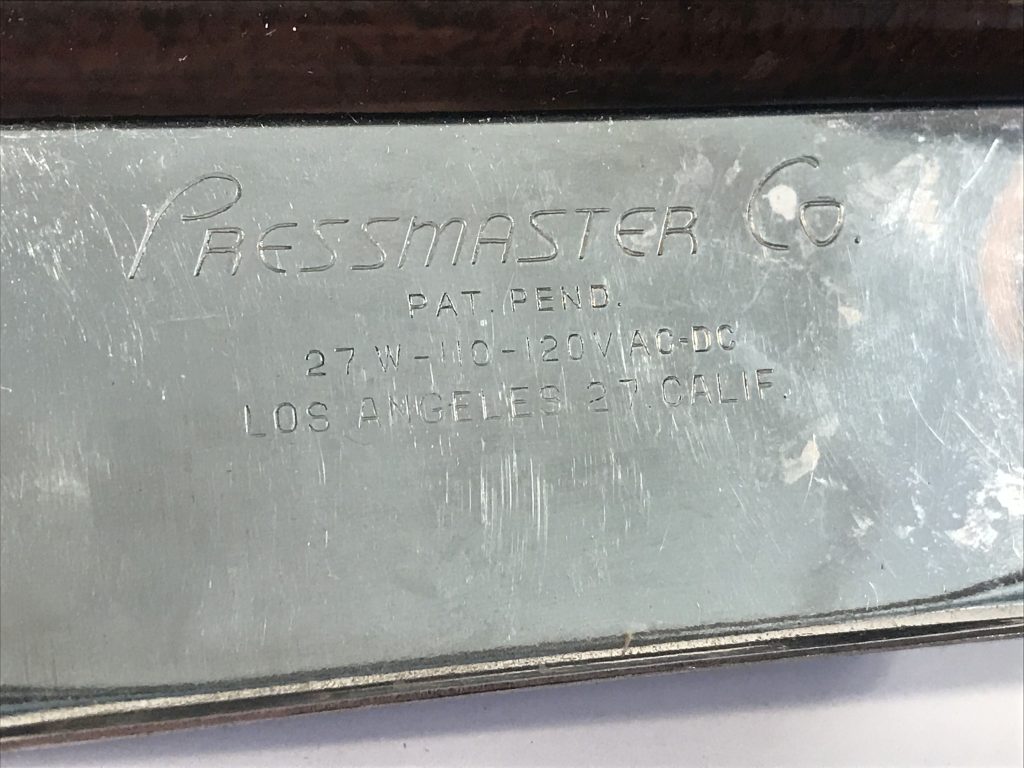 PRESSMASTER CO.
PAT. PEND.
27 W-110-120V AC-DC
LOS ANGELES 27, CALIF.